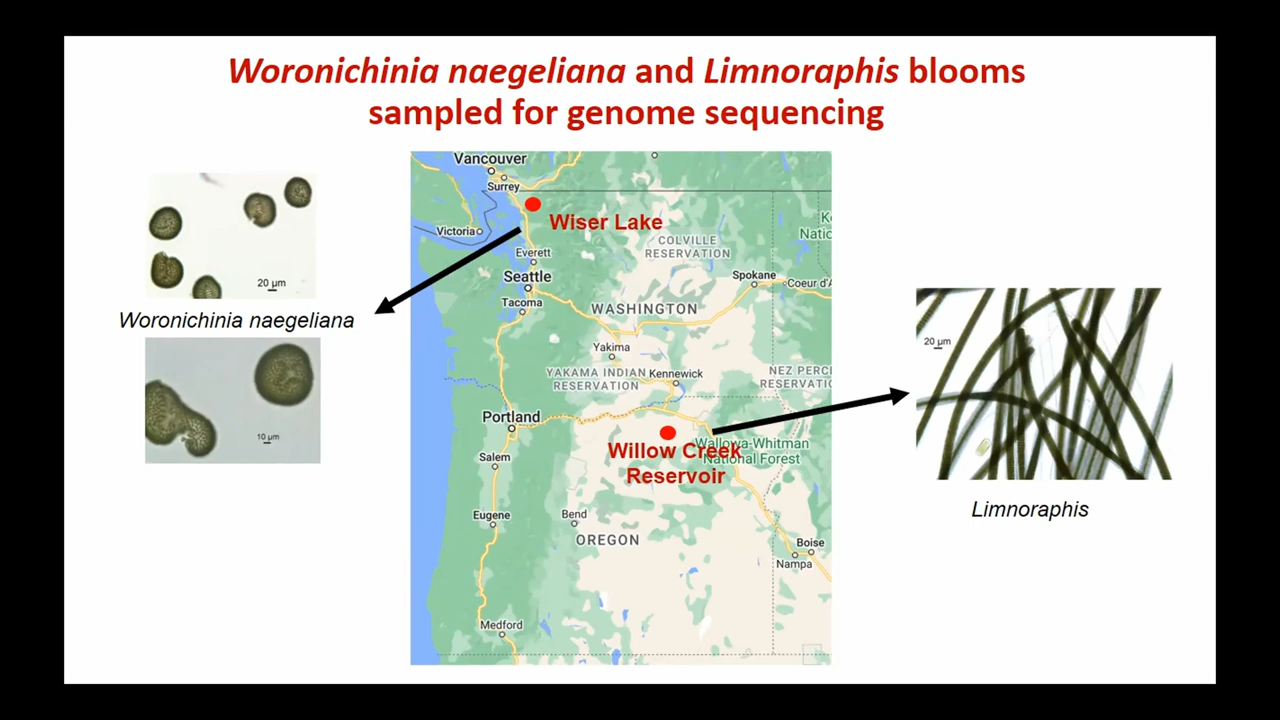 Woronichinia naegeliana and Limnoraphis blooms
sampled for genome sequencing
20 µm
Woronichinia naegeliana
10 µm
Vancouver
Surrey
Wiser Lake
Victoria
COLVILLE
RESERVATION
Everett
Seattle
Spokane
Coeur d'A
Tacoma
WASHINGTON
Yakima
YAKAMA INDIAN
RESERVATION
Kennewick
NEZ PERC
RESERVATIO
Portland
Willow Creek
Reservoir
Wallowa-Whitman
National Forest
Salem
Eugene
Bend
OREGON
Boise
Nampa
Medford
20 µm
Limnoraphis